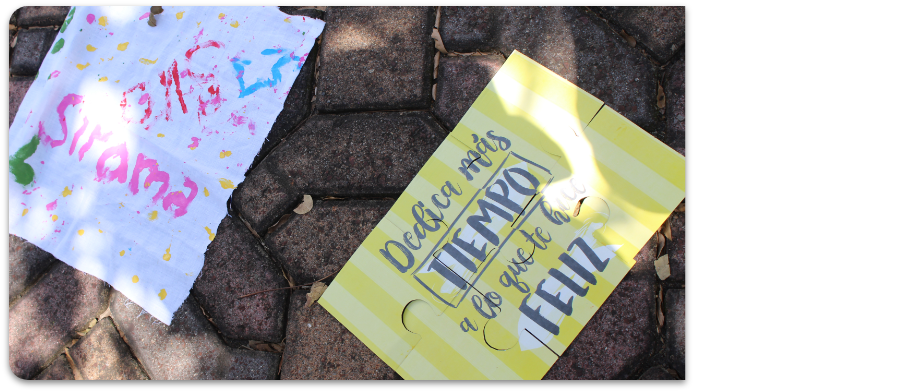 Sirama
Dedica más
TIEMPO
a lo que te hace
FELIZ